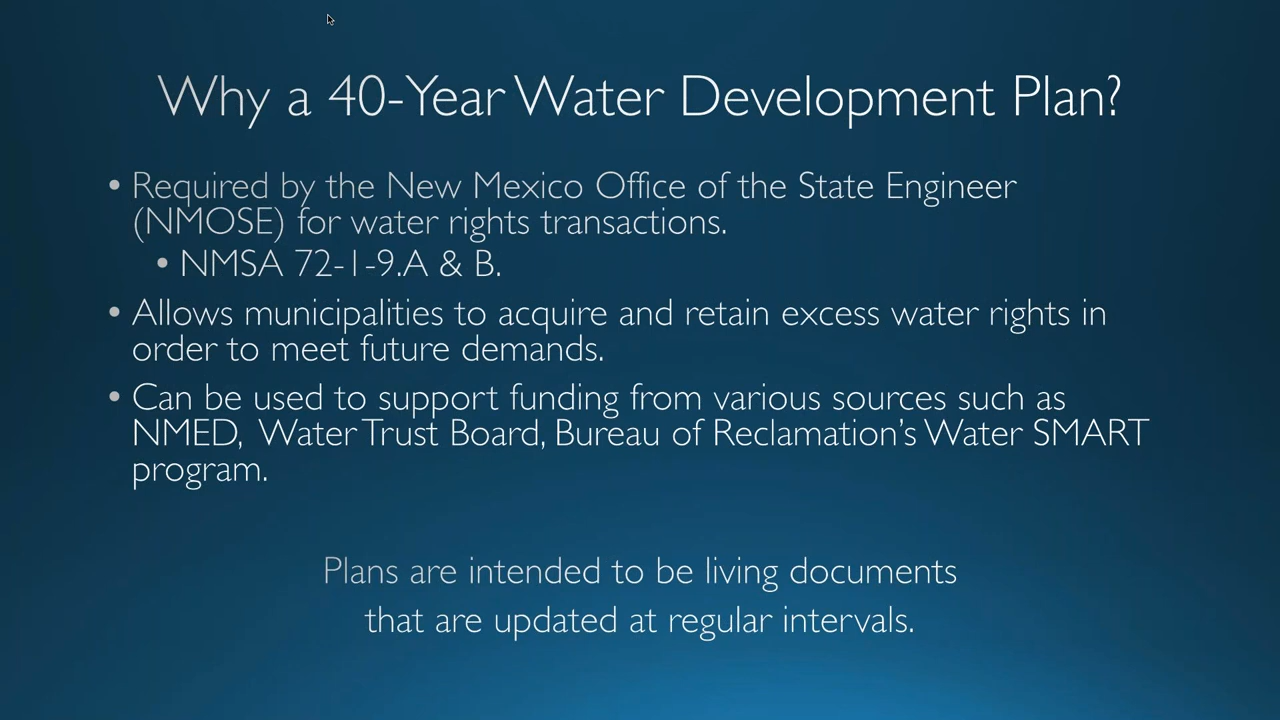 Why a 40-Year Water Development Plan?
• Required by the New Mexico Office of the State Engineer
(NMOSE) for water rights transactions.
• NMSA 72-1-9.A & B.
• Allows municipalities to acquire and retain excess water rights in
order to meet future demands.
• Can be used to support funding from various sources such as
NMED, Water Trust Board, Bureau of Reclamation’s Water SMART
program.
Plans are intended to be living documents
that are updated at regular intervals.